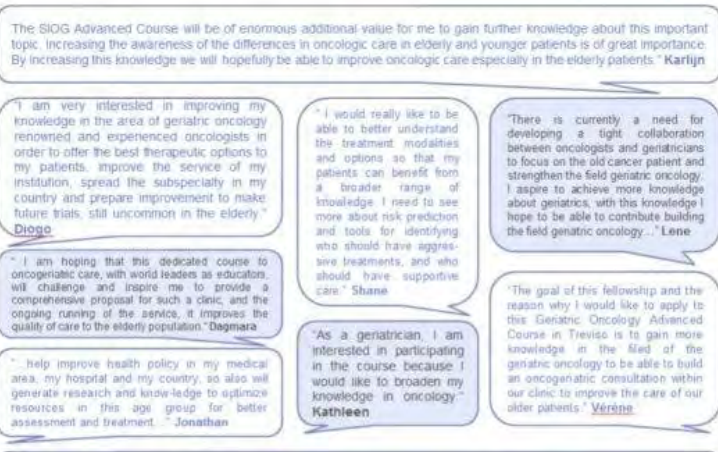 The SIOG Advanced Course will be of enormous additional value for me to gain further knowledge about this important
topic. Increasing the awareness of the differences in oncologic care in elderly and younger patients is of great importance.
By increasing this knowledge we will hopefully be able to improve oncologic care especially in the elderly patients." Karlijn
"I am very interested in improving my
knowledge in the area of geriatric oncology
renowned and experienced oncologists in
order to offer the best therapeutic options to
my patients, improve the service of my
institution, spread the subspecialty in my
country and prepare improvement to make
future trials, still uncommon in the elderly."
Diogo
" I am hoping that this dedicated course to
oncogeriatric care, with world leaders as educators,
will challenge and inspire me to provide a
comprehensive proposal for such a clinic, and the
ongoing running of the service, it improves the
quality of care to the elderly population." Dagmara
"...help improve health policy in my medical
area, my hospital and my country, so also will
generate research and know-ledge to optimize
resources in this age group for better
assessment and treatment..." Jonathan
" I would really like to be
able to better understand
the treatment modalities
and options so that my
patients can benefit from
a broader range of
knowledge. I need to see
more about risk prediction
and tools for identifying
who should have aggres-
sive treatments, and who
should have supportive
care." Shane
"As a geriatrician, I am
interested in participating
in the course because I
would like to broaden my
knowledge in oncology."
Kathleen
"There is currently a need for
developing a tight collaboration
between oncologists and geriatricians
to focus on the old cancer patient and
strengthen the field geriatric oncology.
I aspire to achieve more knowledge
about geriatrics, with this knowledge I
hope to be able to contribute building
the field geriatric oncology..." Lene
"The goal of this fellowship and the
reason why I would like to apply to
this Geriatric Oncology Advanced
Course in Treviso is to gain more
knowledge in the filed of the
geriatric oncology to be able to build
an oncogeriatric consultation within
our clinic to improve the care of our
older patients." Vérène